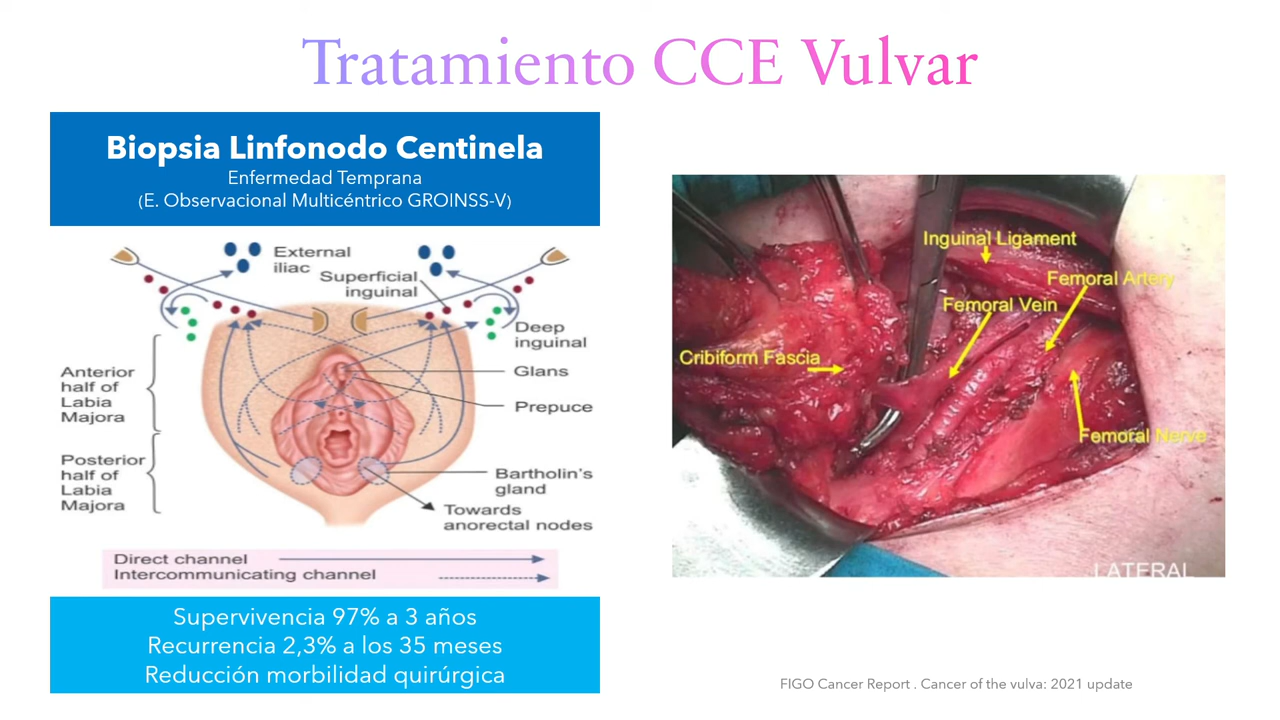 Tratamiento CCE Vulvar
Biopsia Linfonodo Centinela
Enfermedad Temprana
(E. Observacional Multicéntrico GROINSS-V)
External
iliac
Superficial
inguinal
Deep
inguinal
Glans
Prepuce
Anterior
half of
Labia
Majora
Posterior
half of
Labia
Majora
Bartholin's
gland
Towards
anorectal nodes
Direct channel
Intercommunicating channel
Supervivencia 97% a 3 años
Recurrencia 2,3% a los 35 meses
Reducción morbilidad quirúrgica
Inguinal Ligament
Femoral Artery
Femoral Vein
Cribiform Fascia
Femoral Nerve
LATERAL
FIGO Cancer Report . Cancer of the vulva: 2021 update